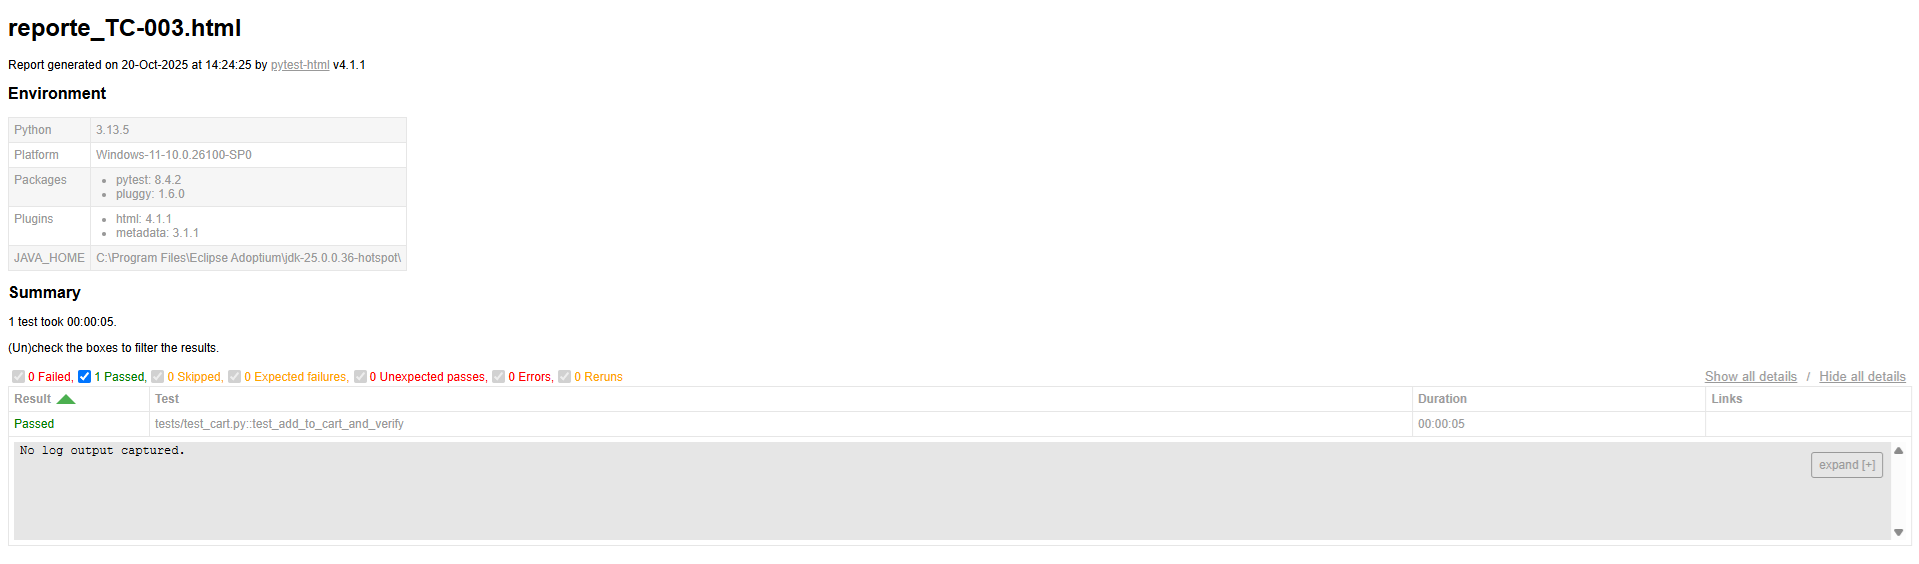 reporte_TC-003.html
Report generated on 20-Oct-2025 at 14:24:25 by pytest-html v4.1.1
Environment
Python 3.13.5
Platform Windows-11-10.0.26100-SP0
Packages
pytest: 8.4.2
pluggy: 1.6.0
Plugins
html: 4.1.1
metadata: 3.1.1
JAVA_HOME C:\Program Files\Eclipse Adoptium\jdk-25.0.0.36-hotspot\
Summary
1 test took 00:00:05.
(Un)check the boxes to filter the results.
0 Failed, 1 Passed, 0 Skipped, 0 Expected failures, 0 Unexpected passes, 0 Errors, 0 Reruns Show all details / Hide all details
Result Test Duration Links
Passed tests/test_cart.py::test_add_to_cart_and_verify 00:00:05
No log output captured.
expand [+]